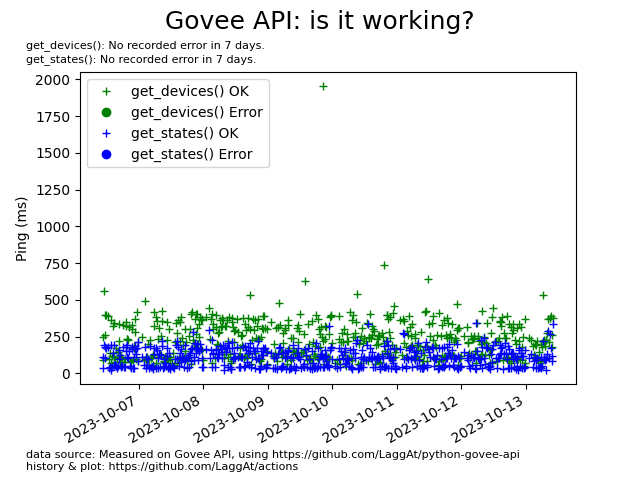 Govee API: is it working?
get_devices(): No recorded error in 7 days.
get_states(): No recorded error in 7 days.
2000
1750
1500
1250
1000
750
500
250
0
Ping (ms)
get_devices() OK
get_devices() Error
get_states() OK
get_states() Error
2023-10-07
2023-10-08
2023-10-09
2023-10-10
2023-10-11
2023-10-12
2023-10-13
data source: Measured on Govee API, using https://github.com/LaggAt/python-govee-api
history & plot: https://github.com/LaggAt/actions